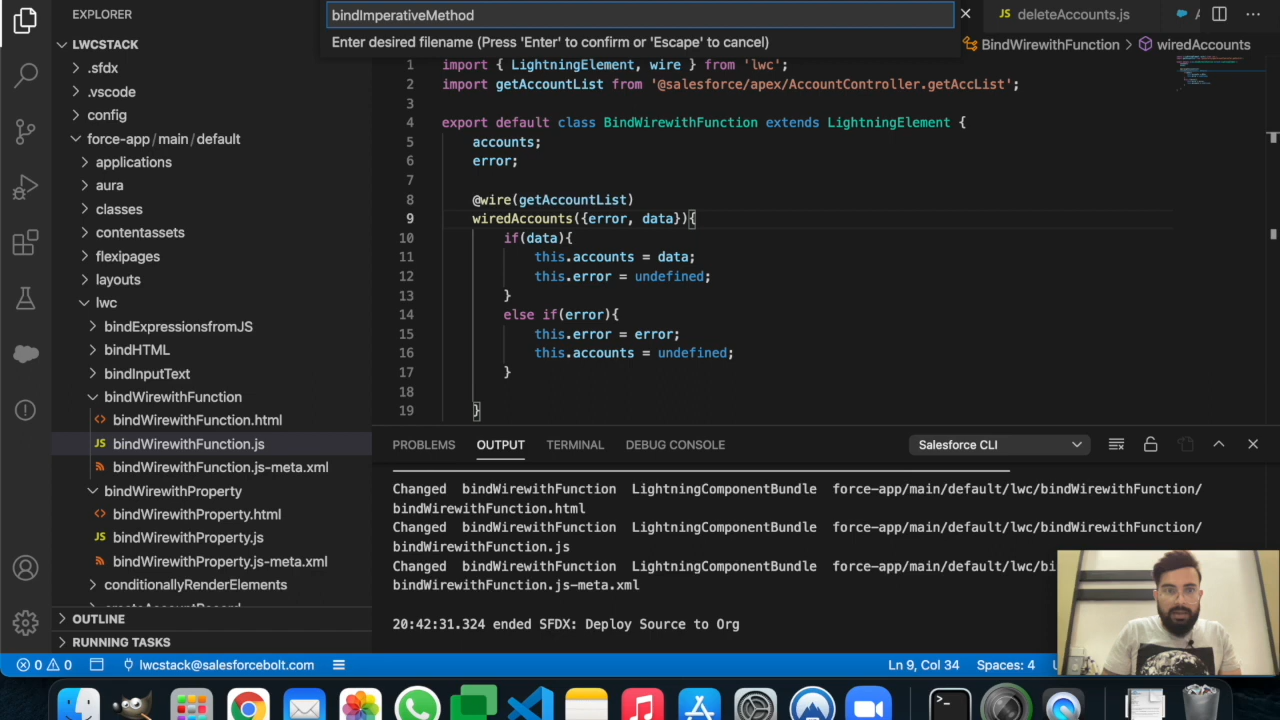 EXPLORER
bindImperativeMethod
JS deleteAccounts.js
LWCSTACK
Enter desired filename (Press 'Enter' to confirm or 'Escape' to cancel)
BindWirewithFunction > wiredAccounts
.sfdx
.vscode
config
force-app / main / default
applications
aura
classes
contentassets
flexipages
layouts
lwc
bindExpressionsfromJS
bindHTML
bindInputText
bindWirewithFunction
<> bindWirewithFunction.html
JS bindWirewithFunction.js
bindWirewithFunction.js-meta.xml
bindWirewithProperty
<> bindWirewithProperty.html
JS bindWirewithProperty.js
bindWirewithProperty.js-meta.xml
conditionallyRenderElements
OUTLINE
RUNNING TASKS
1 import { LightningElement, wire } from 'lwc';
2 import getAccountList from '@salesforce/apex/AccountController.getAccList';
3
4 export default class BindWirewithFunction extends LightningElement {
5 accounts;
6 error;
7
8 @wire(getAccountList)
9 wiredAccounts({error, data}){
10 if(data){
11 this.accounts = data;
12 this.error = undefined;
13 }
14 else if(error){
15 this.error = error;
16 this.accounts = undefined;
17 }
18
19 }
PROBLEMS OUTPUT TERMINAL DEBUG CONSOLE Salesforce CLI
Changed bindWirewithFunction LightningComponentBundle force-app/main/default/lwc/bindWirewithFunction/
bindWirewithFunction.html
Changed bindWirewithFunction LightningComponentBundle force-app/main/default/lwc/bindWirewithFunction/
bindWirewithFunction.js
Changed bindWirewithFunction LightningComponentBundle force-app/main/default/lwc/
bindWirewithFunction.js-meta.xml
20:42:31.324 ended SFDX: Deploy Source to Org
0 0 lwcstack@salesforcebolt.com Ln 9, Col 34 Spaces: 4